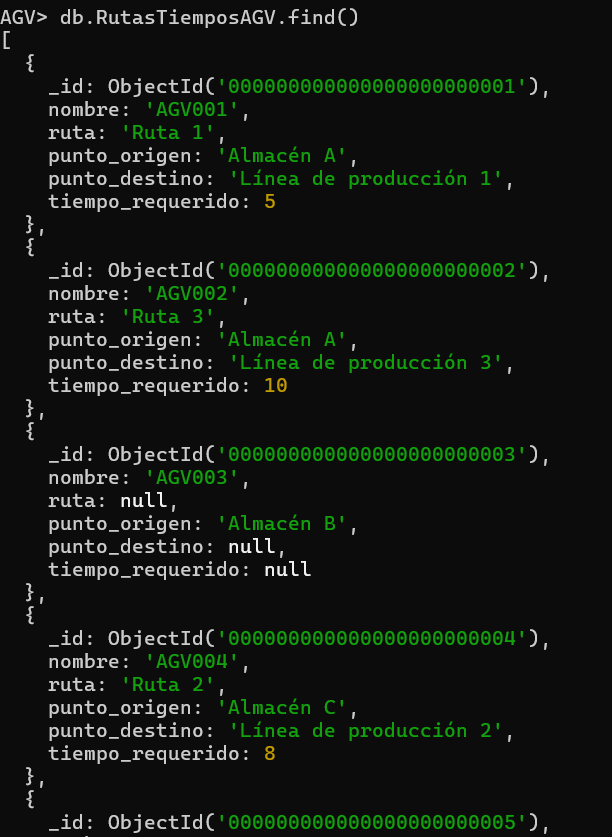 AGV> db.RutasTiemposAGV.find()
[
  {
    _id: ObjectId('000000000000000000000001'),
    nombre: 'AGV001',
    ruta: 'Ruta 1',
    punto_origen: 'Almacén A',
    punto_destino: 'Línea de producción 1',
    tiempo_requerido: 5
  },
  {
    _id: ObjectId('000000000000000000000002'),
    nombre: 'AGV002',
    ruta: 'Ruta 3',
    punto_origen: 'Almacén A',
    punto_destino: 'Línea de producción 3',
    tiempo_requerido: 10
  },
  {
    _id: ObjectId('000000000000000000000003'),
    nombre: 'AGV003',
    ruta: null,
    punto_origen: 'Almacén B',
    punto_destino: null,
    tiempo_requerido: null
  },
  {
    _id: ObjectId('000000000000000000000004'),
    nombre: 'AGV004',
    ruta: 'Ruta 2',
    punto_origen: 'Almacén C',
    punto_destino: 'Línea de producción 2',
    tiempo_requerido: 8
  },
  {
    _id: ObjectId('000000000000000000000005'),